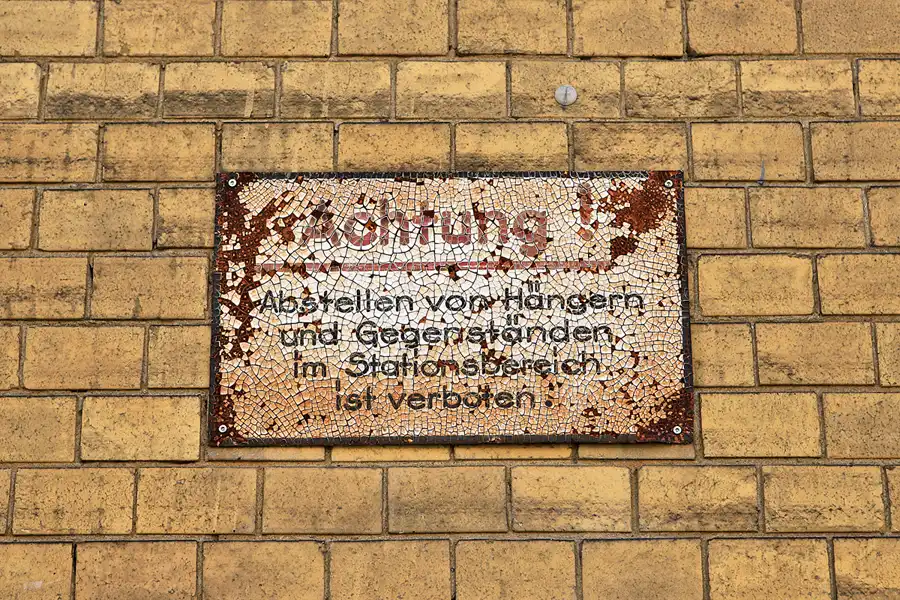 Achtung !
Abstellen von Hängern
und Gegenständen
im Stationsbereich
ist verboten !